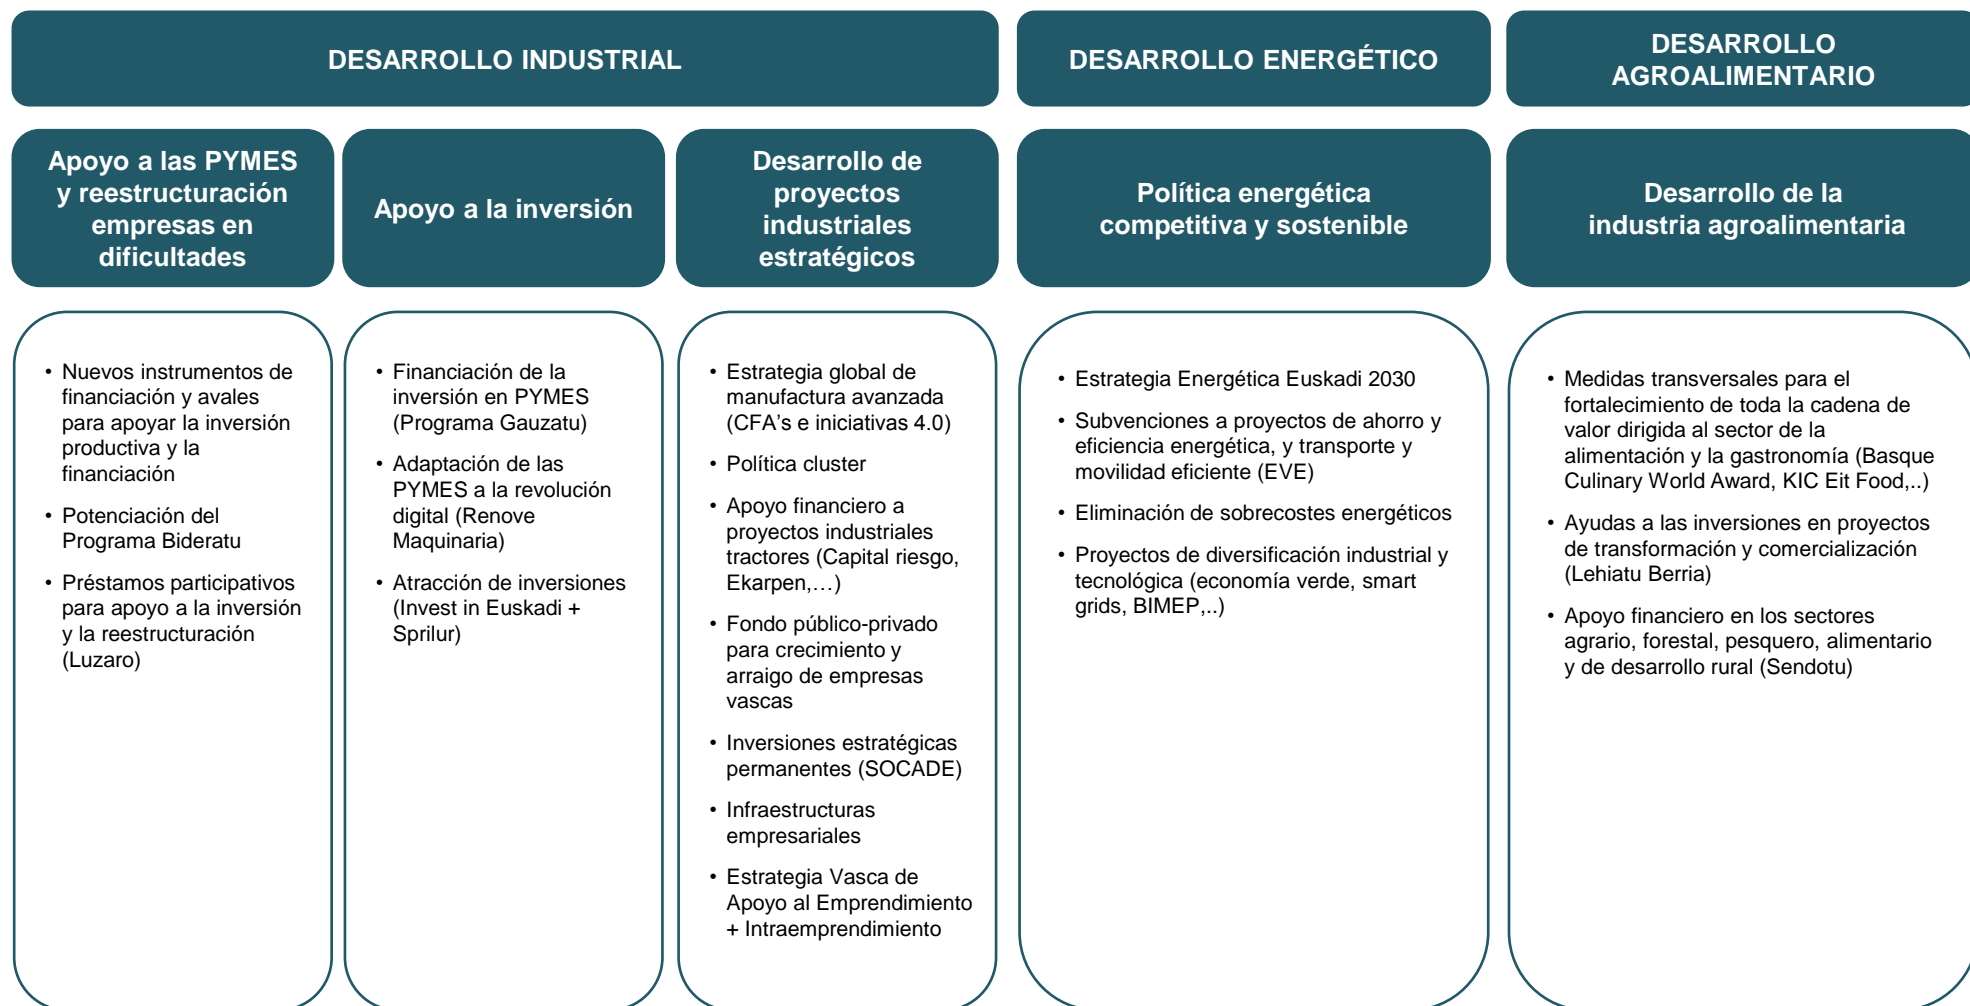 DESARROLLO INDUSTRIAL
DESARROLLO ENERGÉTICO
DESARROLLO
AGROALIMENTARIO
Apoyo a las PYMES
y reestructuración
empresas en
dificultades
Apoyo a la inversión
Desarrollo de
proyectos
industriales
estratégicos
Política energética
competitiva y sostenible
Desarrollo de la
industria agroalimentaria
• Nuevos instrumentos de
financiación y avales
para apoyar la inversión
productiva y la
financiación
• Potenciación del
Programa Bideratu
• Préstamos participativos
para apoyo a la inversión
y la reestructuración
(Luzaro)
• Financiación de la
inversión en PYMES
(Programa Gauzatu)
• Adaptación de las
PYMES a la revolución
digital (Renove
Maquinaria)
• Atracción de inversiones
(Invest in Euskadi +
Sprilur)
• Estrategia global de
manufactura avanzada
(CFA’s e iniciativas 4.0)
• Política cluster
• Apoyo financiero a
proyectos industriales
tractores (Capital riesgo,
Ekarpen,…)
• Fondo público-privado
para crecimiento y
arraigo de empresas
vascas
• Inversiones estratégicas
permanentes (SOCADE)
• Infraestructuras
empresariales
• Estrategia Vasca de
Apoyo al Emprendimiento
+ Intraemprendimiento
• Estrategia Energética Euskadi 2030
• Subvenciones a proyectos de ahorro y
eficiencia energética, y transporte y
movilidad eficiente (EVE)
• Eliminación de sobrecostes energéticos
• Proyectos de diversificación industrial y
tecnológica (economía verde, smart
grids, BIMEP,..)
• Medidas transversales para el
fortalecimiento de toda la cadena de
valor dirigida al sector de la
alimentación y la gastronomía (Basque
Culinary World Award, KIC Eit Food,..)
• Ayudas a las inversiones en proyectos
de transformación y comercialización
(Lehiatu Berria)
• Apoyo financiero en los sectores
agrario, forestal, pesquero, alimentario
y de desarrollo rural (Sendotu)